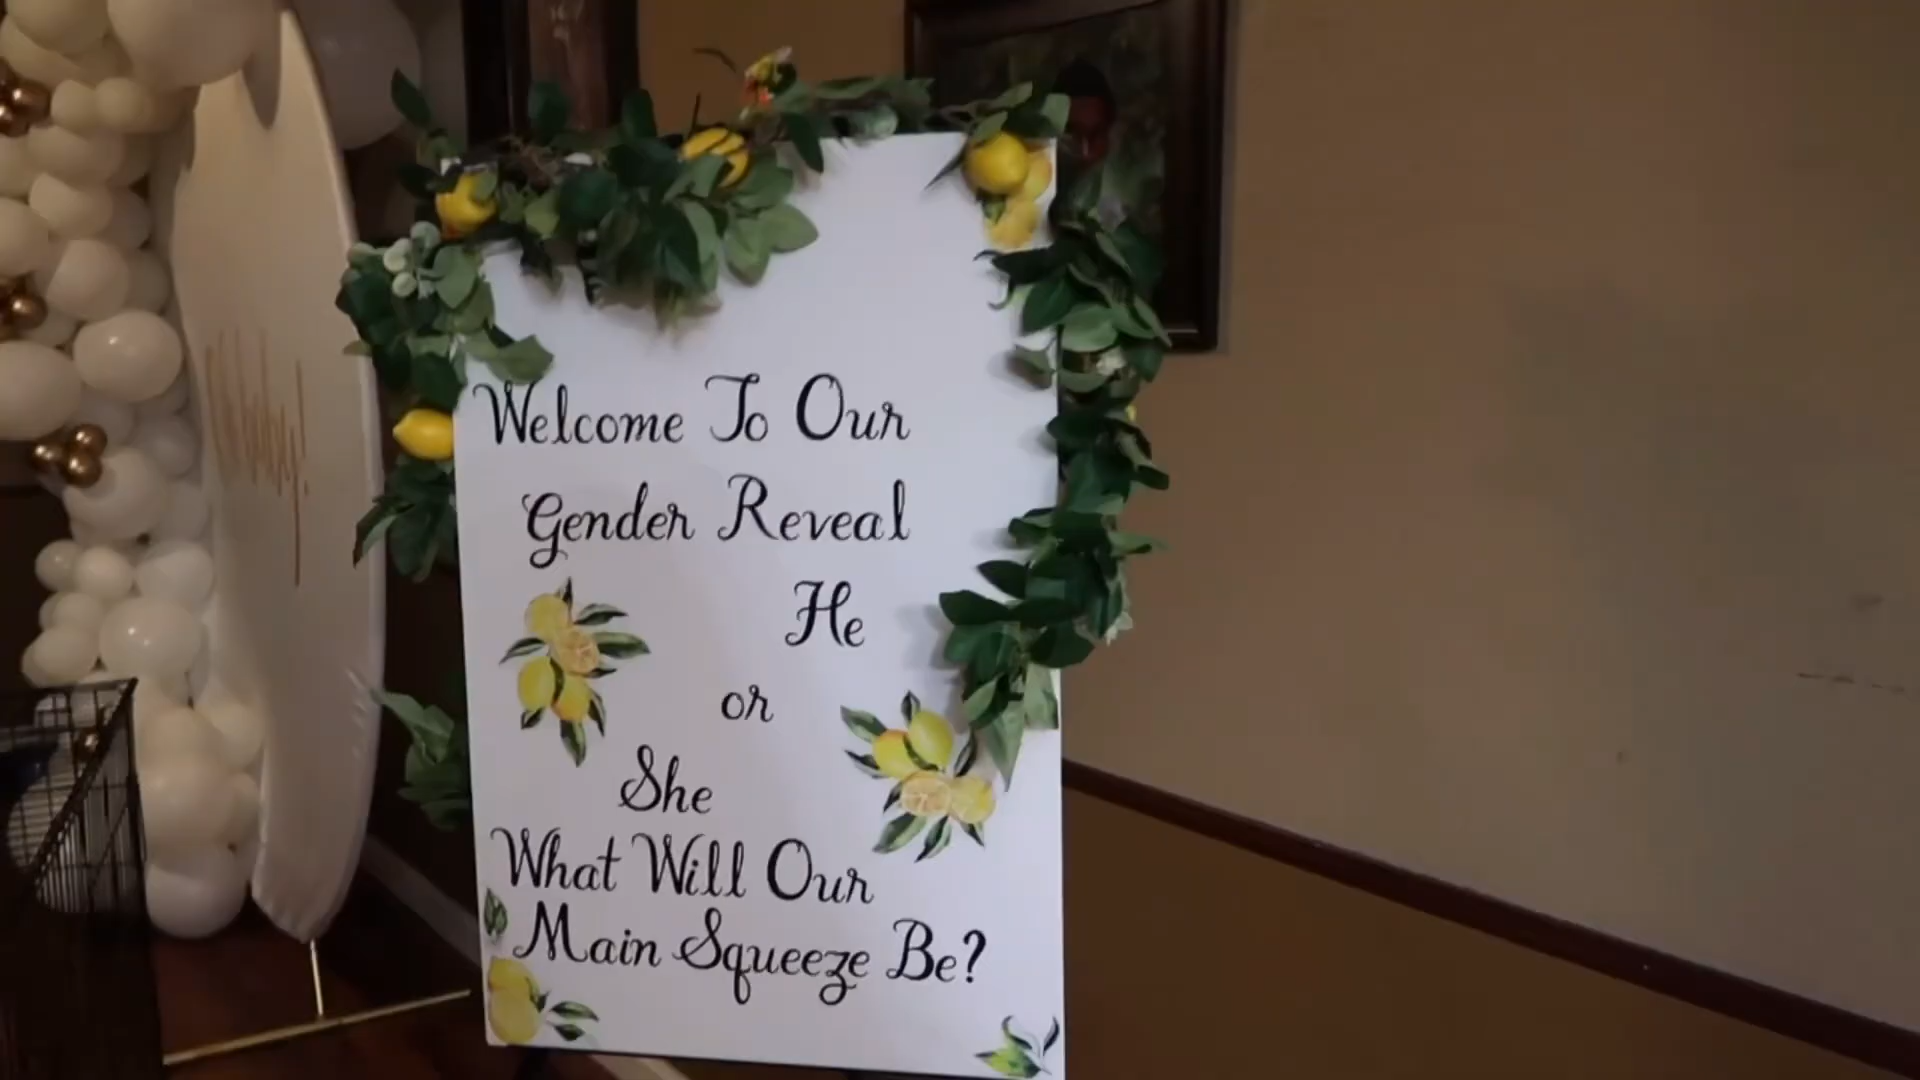 Welcome To Our
Gender Reveal
He
or
She
What Will Our
Main Squeeze Be?